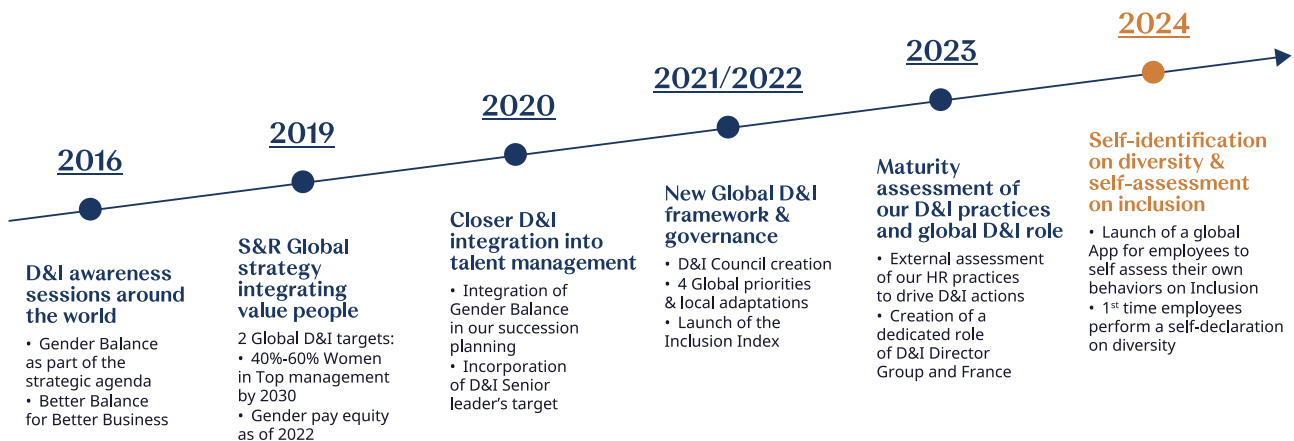 2016
D&I awareness
sessions around
the world
• Gender Balance
as part of the
strategic agenda
• Better Balance
for Better Business
2019
S&R Global
strategy
integrating
value people
2 Global D&I targets:
• 40%-60% Women
in Top management
by 2030
• Gender pay equity
as of 2022
2020
Closer D&I
integration into
talent management
• Integration of
Gender Balance
in our succession
planning
• Incorporation
of D&I Senior
leader’s target
2021/2022
New Global D&I
framework &
governance
• D&I Council creation
• 4 Global priorities
& local adaptations
• Launch of the
Inclusion Index
2023
Maturity
assessment of
our D&I practices
and global D&I role
• External assessment
of our HR practices
to drive D&I actions
• Creation of a
dedicated role
of D&I Director
Group and France
2024
Self-identification
on diversity &
self-assessment
on inclusion
• Launch of a global
App for employees to
self assess their own
behaviors on Inclusion
• 1st time employees
perform a self-declaration
on diversity